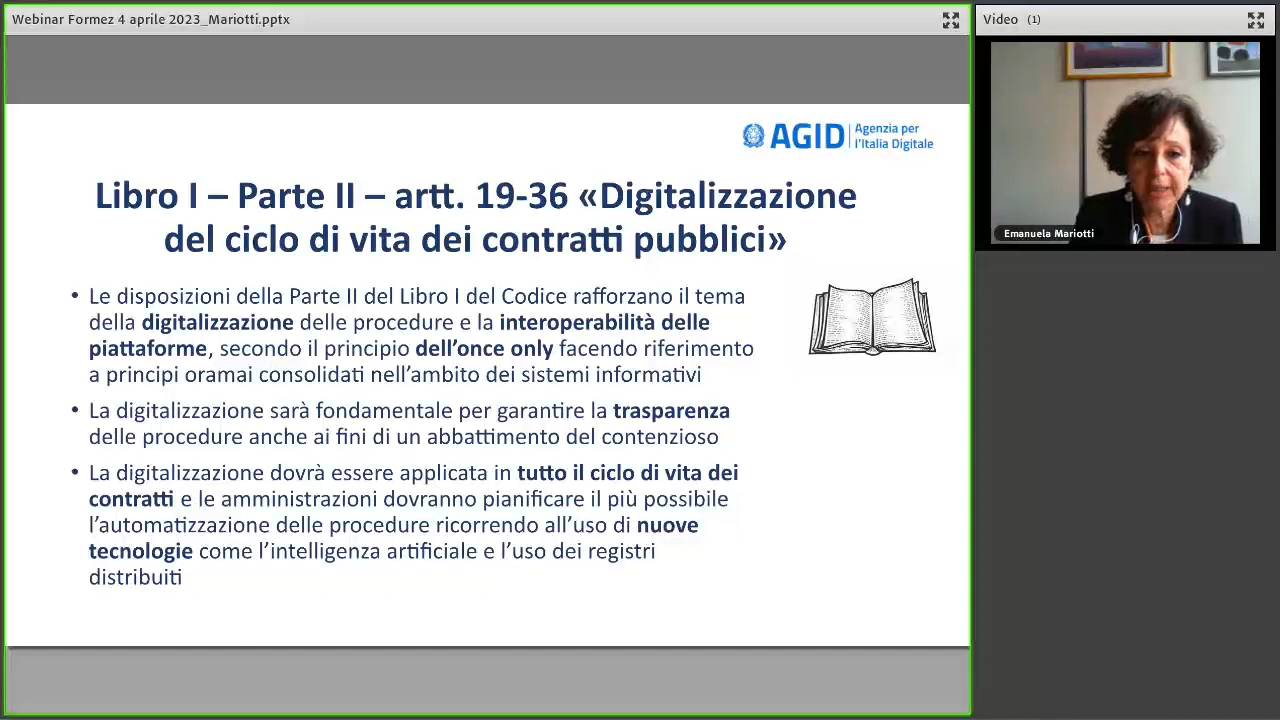 Webinar Formez 4 aprile 2023_Mariotti.pptx
Video (1)
AGID
Agenzia per
l'Italia Digitale
Libro I – Parte II – artt. 19-36 «Digitalizzazione
del ciclo di vita dei contratti pubblici»
• Le disposizioni della Parte II del Libro I del Codice rafforzano il tema
della digitalizzazione delle procedure e la interoperabilità delle
piattaforme, secondo il principio dell'once only facendo riferimento
a principi oramai consolidati nell'ambito dei sistemi informativi
• La digitalizzazione sarà fondamentale per garantire la trasparenza
delle procedure anche ai fini di un abbattimento del contenzioso
• La digitalizzazione dovrà essere applicata in tutto il ciclo di vita dei
contratti e le amministrazioni dovranno pianificare il più possibile
l'automatizzazione delle procedure ricorrendo all'uso di nuove
tecnologie come l'intelligenza artificiale e l'uso dei registri
distribuiti
Emanuela Mariotti